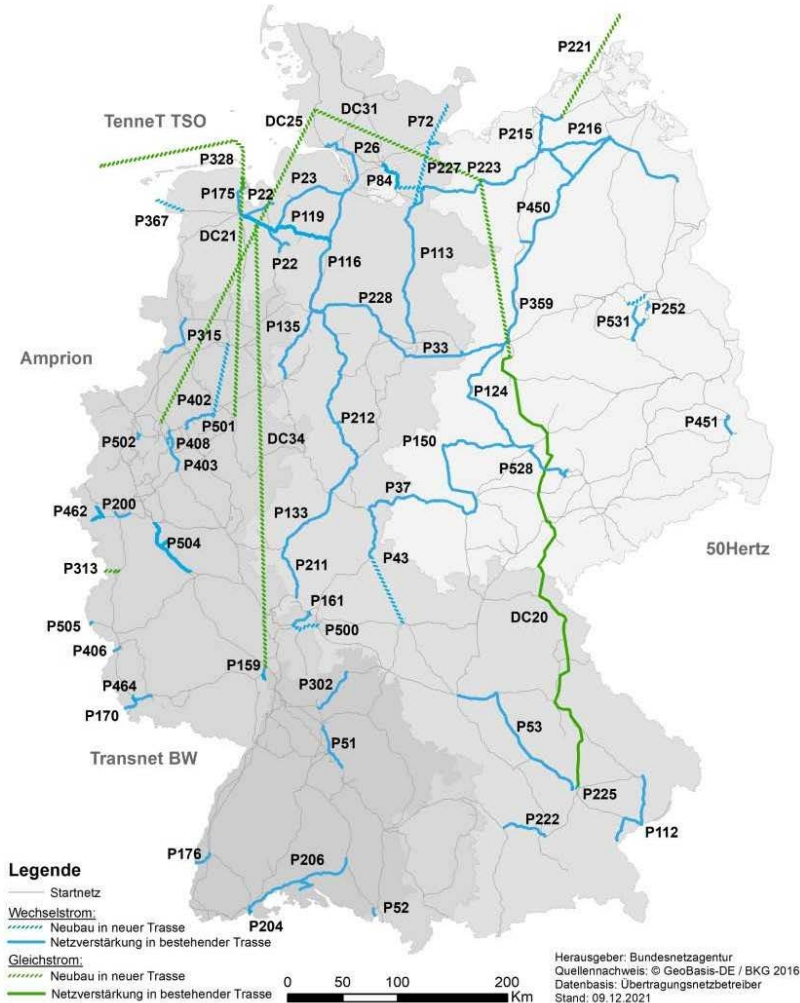 P221
DC31
P72
DC25
TenneT TSO
P215
P216
P26
P328
P23
P227
P223
P84
P175
P22
P367
P119
P450
DC21
P22
P116
P113
P228
P359
P252
P135
P531
P315
P33
Amprion
P124
P402
P212
P451
P501
P150
P502
P408
DC34
P528
P403
P37
P462
P200
P133
P504
50Hertz
P313
P211
P43
P161
DC20
P505
P500
P406
P159
P464
P302
P170
P53
P51
Transnet BW
P225
P222
P112
P176
P206
Legende
Startnetz
P52
Wechselstrom:
P204
Neubau in neuer Trasse
Netzverstärkung in bestehender Trasse
Gleichstrom:
Neubau in neuer Trasse
Netzverstärkung in bestehender Trasse
0 50 100 200
Km
Herausgeber: Bundesnetzagentur
Quellennachweis: © GeoBasis-DE / BKG 2016
Datenbasis: Übertragungsnetzbetreiber
Stand: 09.12.2021